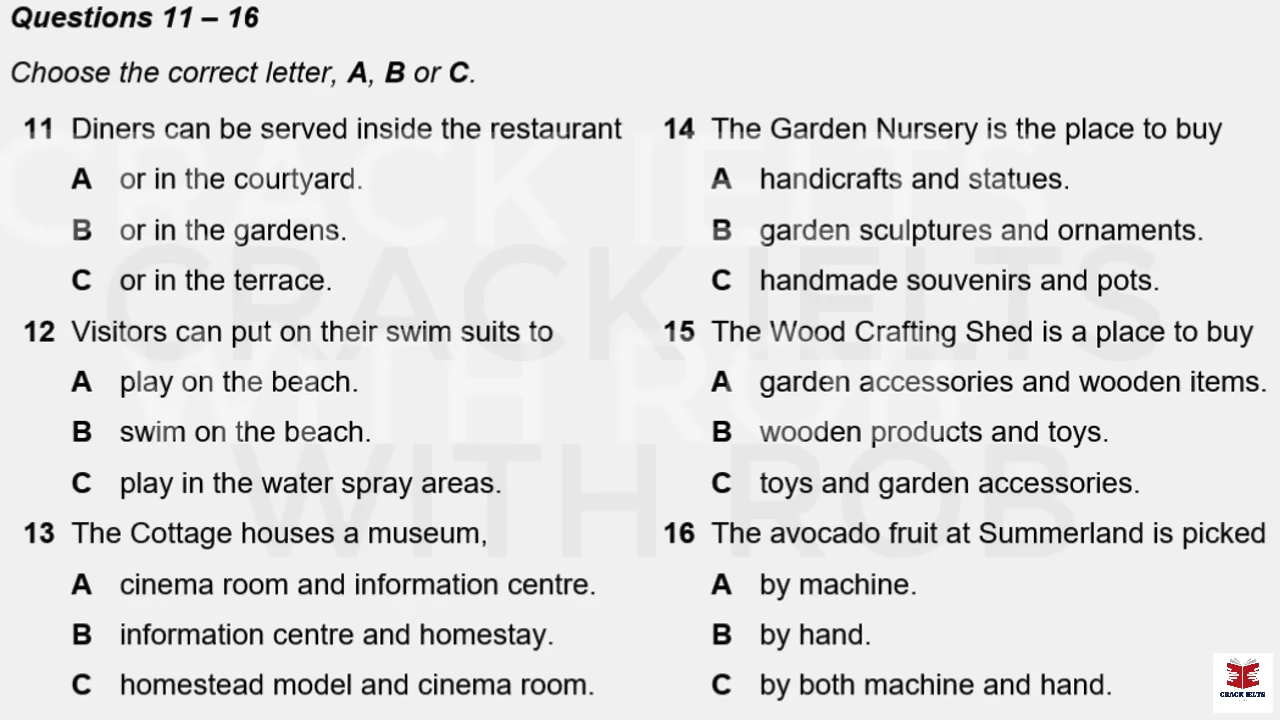 Questions 11 – 16
Choose the correct letter, A, B or C.
11 Diners can be served inside the restaurant
A or in the courtyard.
B or in the gardens.
C or in the terrace.
12 Visitors can put on their swim suits to
A play on the beach.
B swim on the beach.
C play in the water spray areas.
13 The Cottage houses a museum,
A cinema room and information centre.
B information centre and homestay.
C homestead model and cinema room.
14 The Garden Nursery is the place to buy
A handicrafts and statues.
B garden sculptures and ornaments.
C handmade souvenirs and pots.
15 The Wood Crafting Shed is a place to buy
A garden accessories and wooden items.
B wooden products and toys.
C toys and garden accessories.
16 The avocado fruit at Summerland is picked
A by machine.
B by hand.
C by both machine and hand.
CRACK IELTS
WITH ROB
CRACK IELTS
WITH ROB
CRACK IELTS